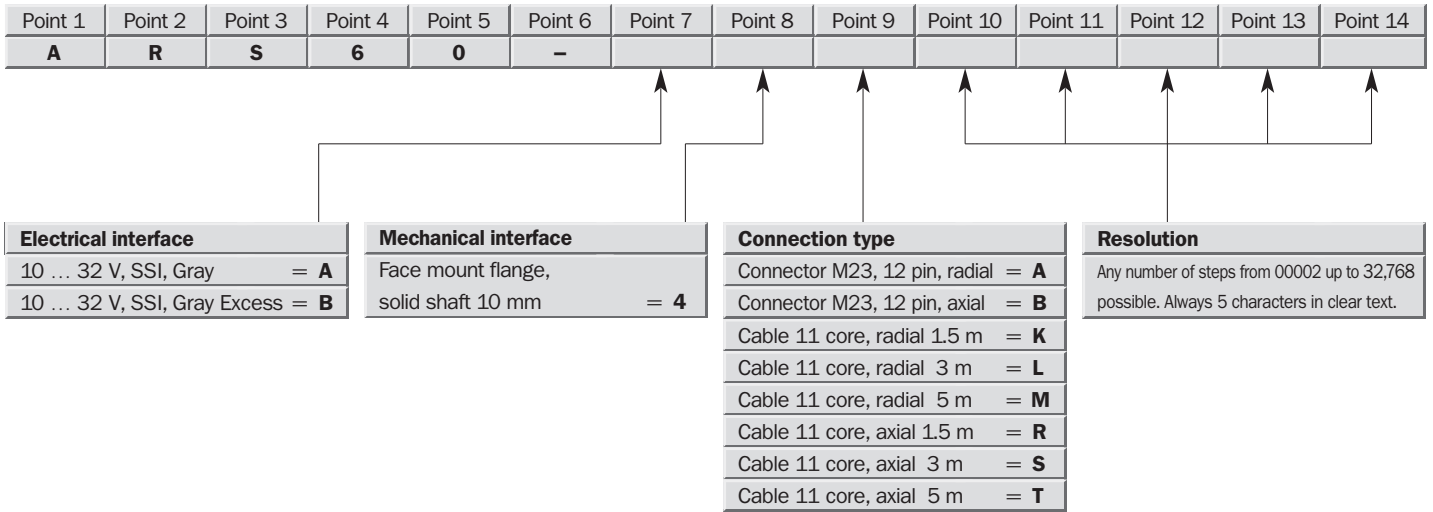 Point 1 Point 2 Point 3 Point 4 Point 5 Point 6 Point 7 Point 8 Point 9 Point 10 Point 11 Point 12 Point 13 Point 14
A R S 6 0 –
Electrical interface
10 … 32 V, SSI, Gray = A
10 … 32 V, SSI, Gray Excess = B
Mechanical interface
Face mount flange,
solid shaft 10 mm = 4
Connection type
Connector M23, 12 pin, radial = A
Connector M23, 12 pin, axial = B
Cable 11 core, radial 1.5 m = K
Cable 11 core, radial 3 m = L
Cable 11 core, radial 5 m = M
Cable 11 core, axial 1.5 m = R
Cable 11 core, axial 3 m = S
Cable 11 core, axial 5 m = T
Resolution
Any number of steps from 00002 up to 32,768
possible. Always 5 characters in clear text.